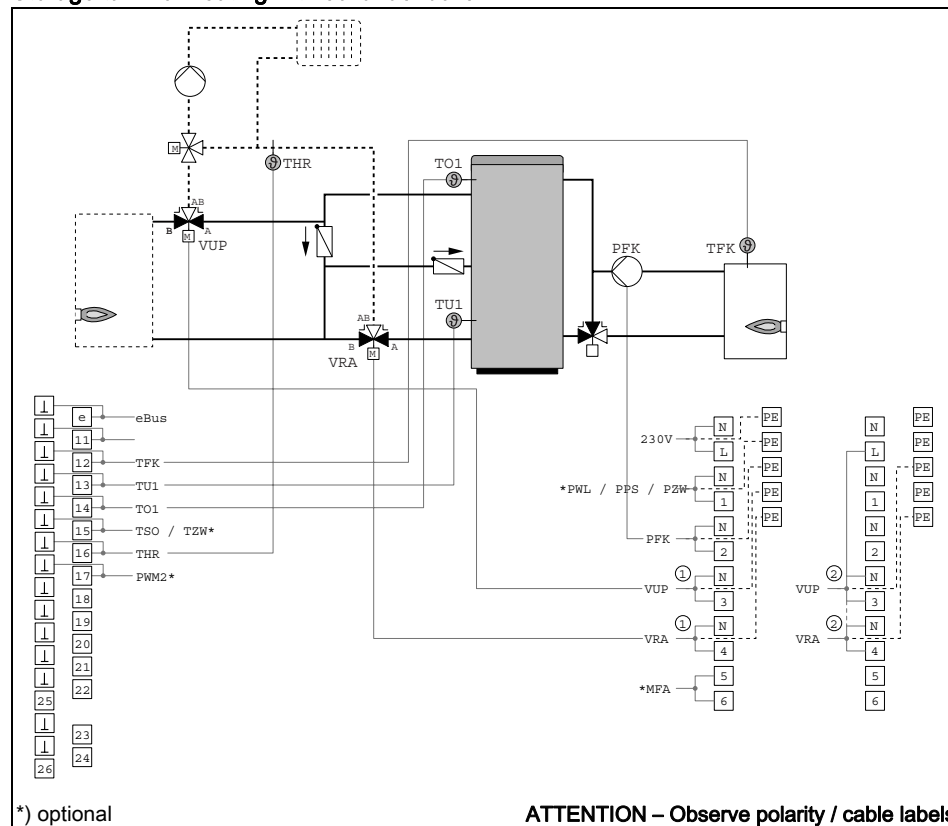 AB
B
A
M
M
VUP
THR
TO1
TU1
AB
B
A
M
VRA
PFK
TFK
e
eBus
11
12
TFK
13
TU1
14
TO1
15
TSO / TZW*
16
THR
17
PWM2*
18
19
20
21
22
25
23
24
26
230V
N
L
PE
*PWL / PPS / PZW
N
1
PE
PFK
N
2
PE
VUP
1
N
3
PE
VRA
1
N
4
PE
*MFA
5
6
N
L
PE
N
1
PE
N
2
PE
VUP
2
N
3
PE
VRA
2
N
4
PE
5
6
*) optional
ATTENTION – Observe polarity / cable labels